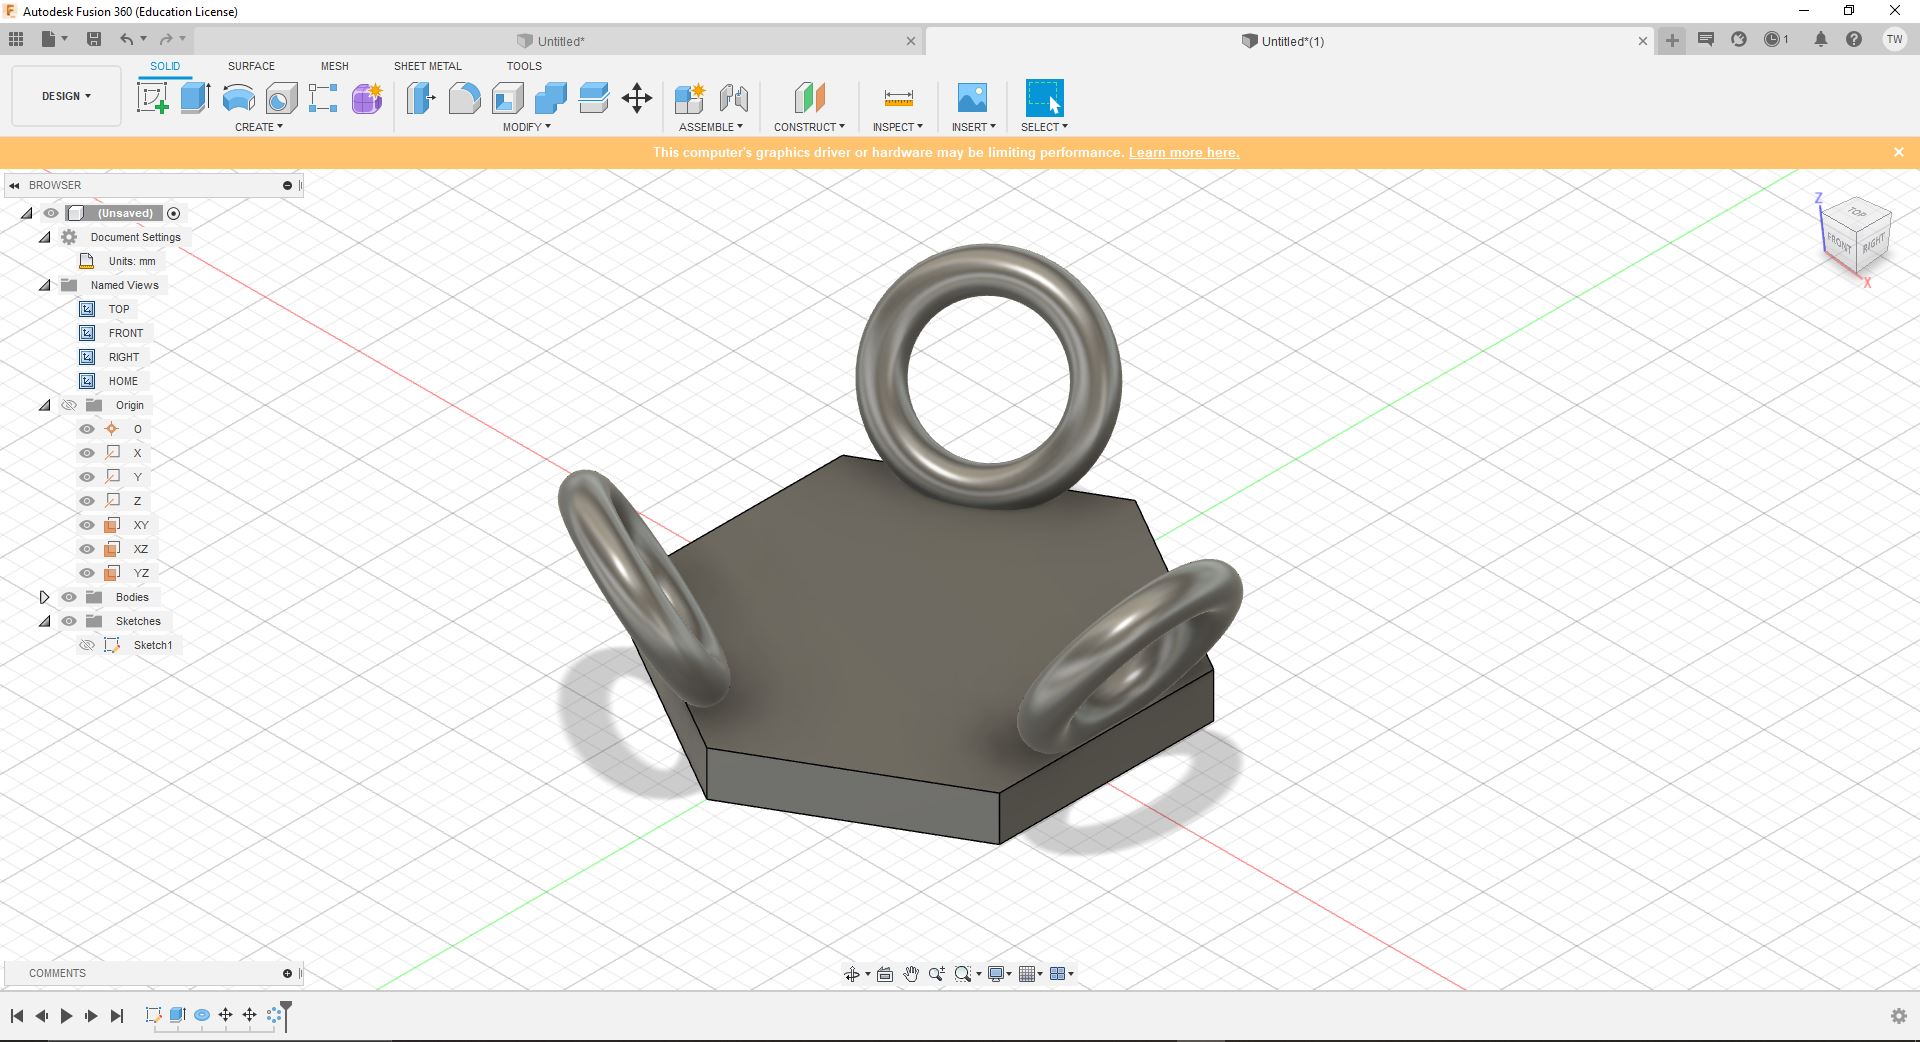 Autodesk Fusion 360 (Education License)
Untitled*
Untitled*(1)
1
TW
DESIGN
SOLID
SURFACE
MESH
SHEET METAL
TOOLS
CREATE
MODIFY
ASSEMBLE
CONSTRUCT
INSPECT
INSERT
SELECT
This computer's graphics driver or hardware may be limiting performance. Learn more here.
BROWSER
(Unsaved)
Document Settings
Units: mm
Named Views
TOP
FRONT
RIGHT
HOME
Origin
O
X
Y
Z
XY
XZ
YZ
Bodies
Sketches
Sketch1
Z
TOP
FRONT
RIGHT
X
COMMENTS